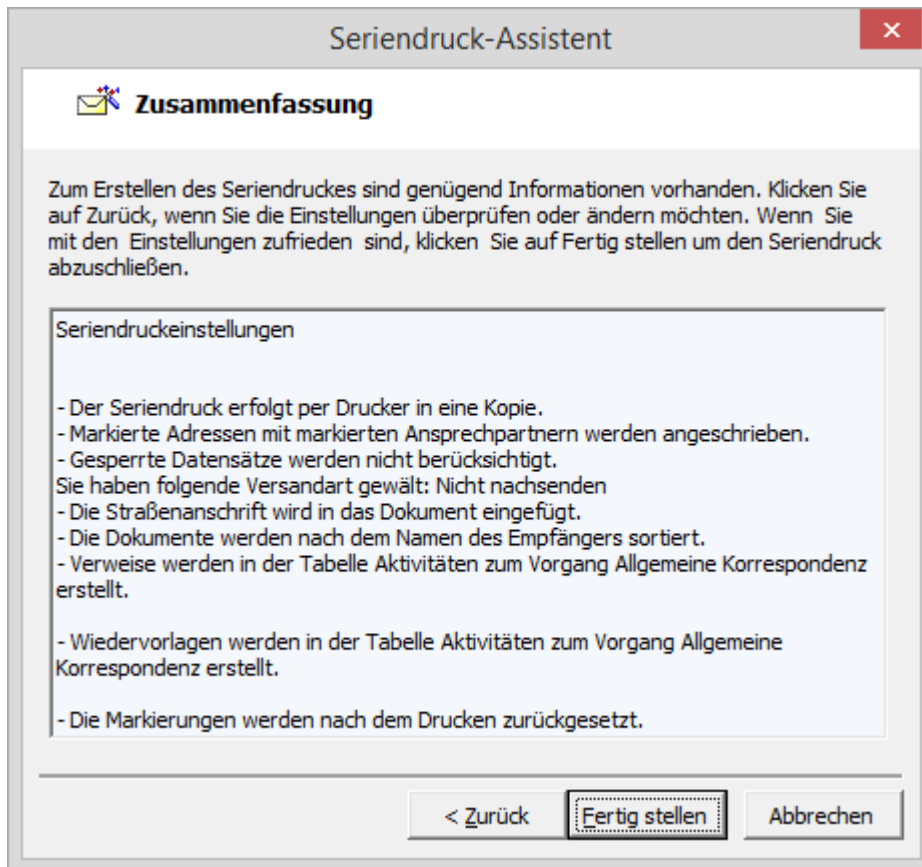 Seriendruck-Assistent
Zusammenfassung
Zum Erstellen des Seriendruckes sind genügend Informationen vorhanden. Klicken Sie
auf Zurück, wenn Sie die Einstellungen überprüfen oder ändern möchten. Wenn Sie
mit den Einstellungen zufrieden sind, klicken Sie auf Fertig stellen um den Seriendruck
abzuschließen.
Seriendruckeinstellungen
- Der Seriendruck erfolgt per Drucker in eine Kopie.
- Markierte Adressen mit markierten Ansprechpartnern werden angeschrieben.
- Gesperrte Datensätze werden nicht berücksichtigt.
Sie haben folgende Versandart gewält: Nicht nachsenden
- Die Straßenanschrift wird in das Dokument eingefügt.
- Die Dokumente werden nach dem Namen des Empfängers sortiert.
- Verweise werden in der Tabelle Aktivitäten zum Vorgang Allgemeine Korrespondenz
erstellt.
- Wiedervorlagen werden in der Tabelle Aktivitäten zum Vorgang Allgemeine
Korrespondenz erstellt.
- Die Markierungen werden nach dem Drucken zurückgesetzt.
< Zurück
Fertig stellen
Abbrechen